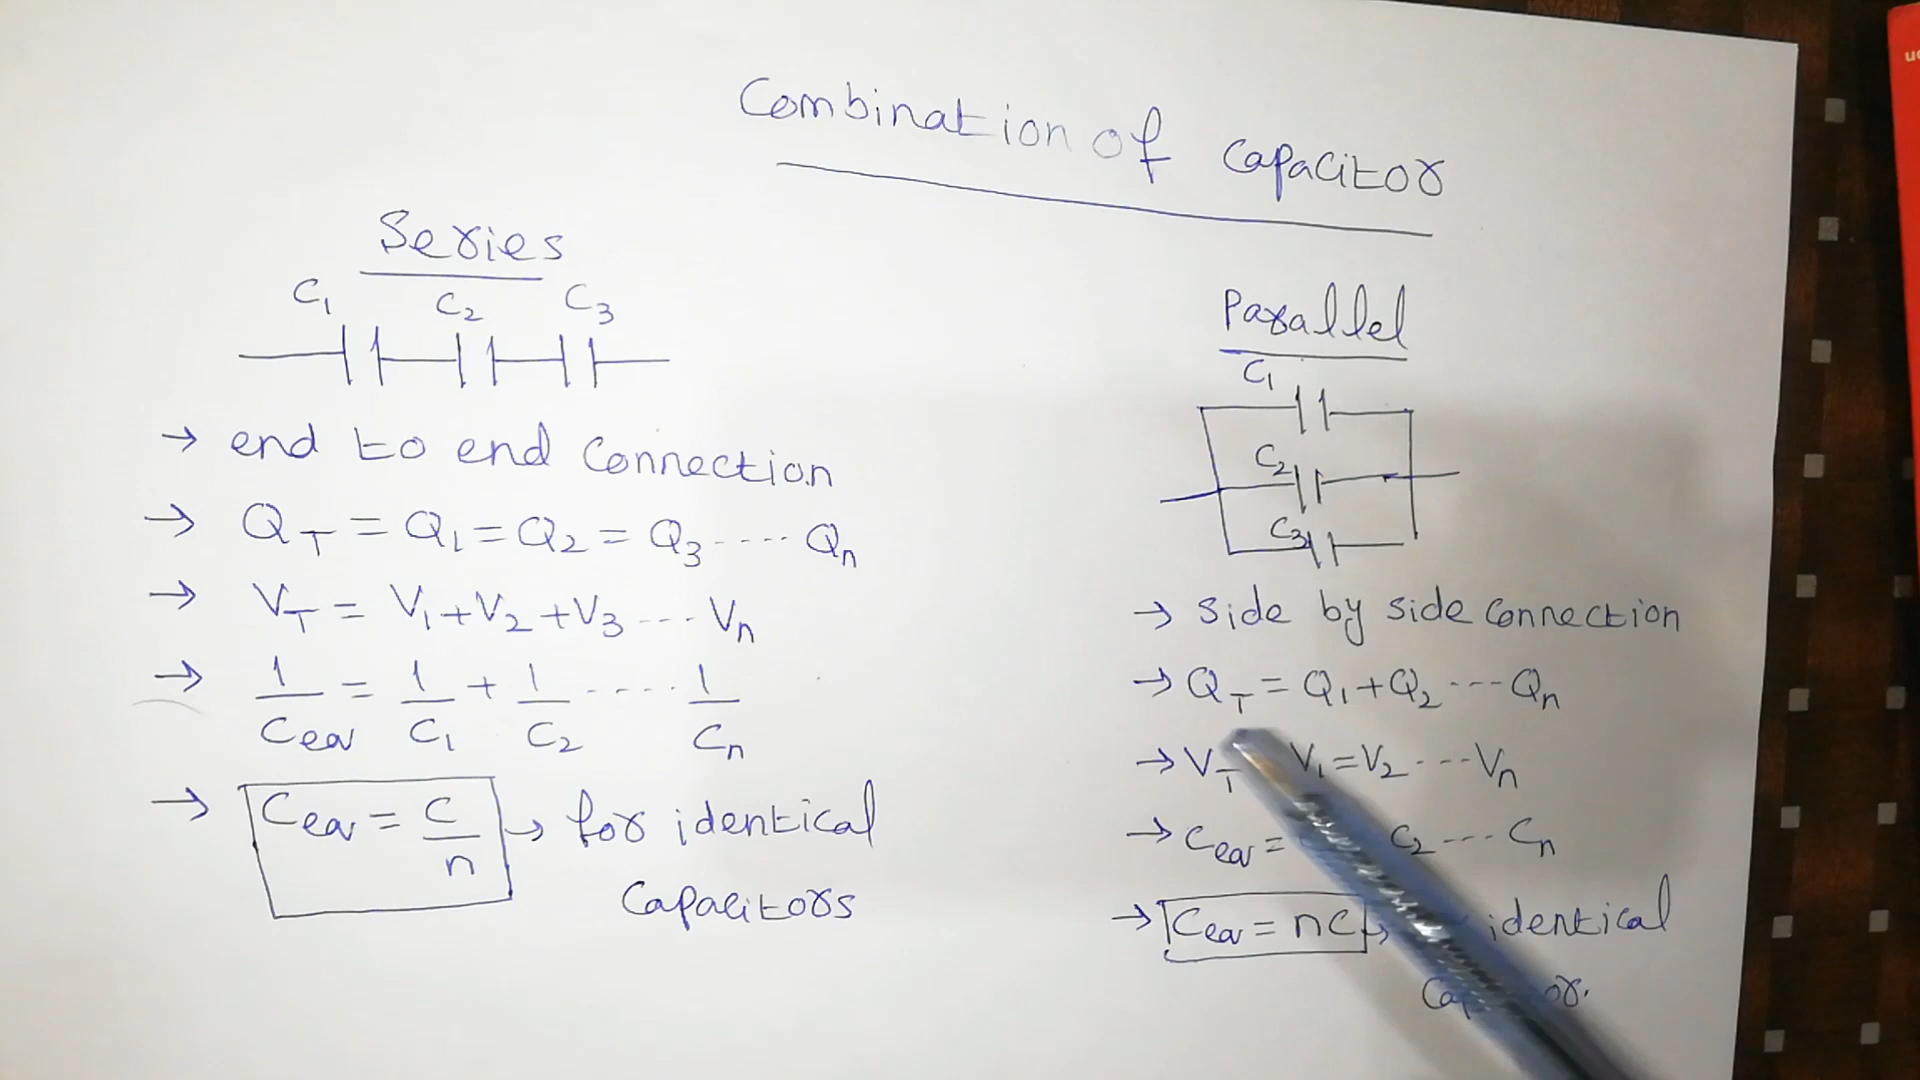 Combination of capacitor
Series
C1 C2 C3
→ end to end connection
→ Q_T = Q1 = Q2 = Q3 ---- Qn
→ V_T = V1 + V2 + V3 --- Vn
→ 1/Ceq = 1/C1 + 1/C2 ---- 1/Cn
→ Ceq = C/n → for identical
capacitors
Parallel
C1
C2
C3
→ side by side connection
→ Q_T = Q1 + Q2 --- Qn
→ V_T V1 = V2 --- Vn
→ Ceq = C2 --- Cn
→ Ceq = nC → identical